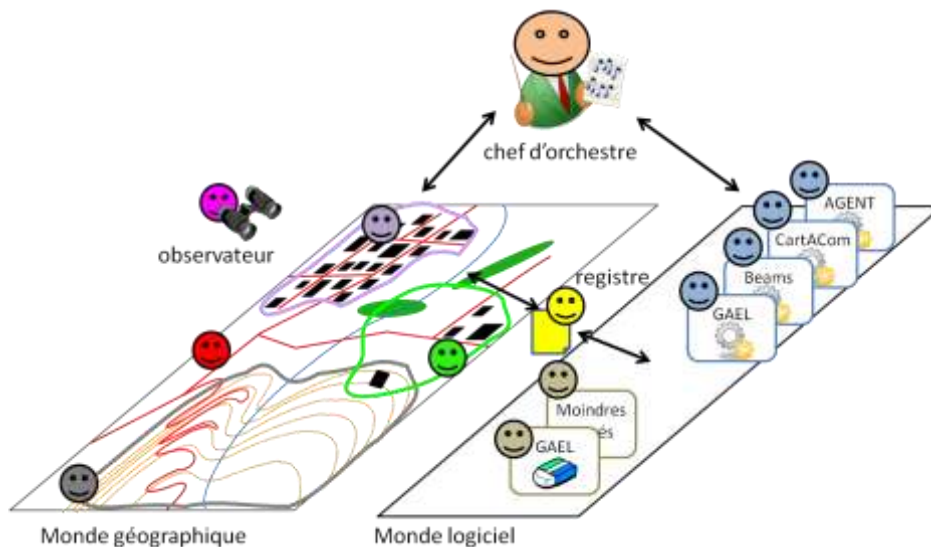 chef d'orchestre
observateur
registre
AGENT
CartACom
Beams
GAEL
Moindres
GAEL
Monde géographique
Monde logiciel